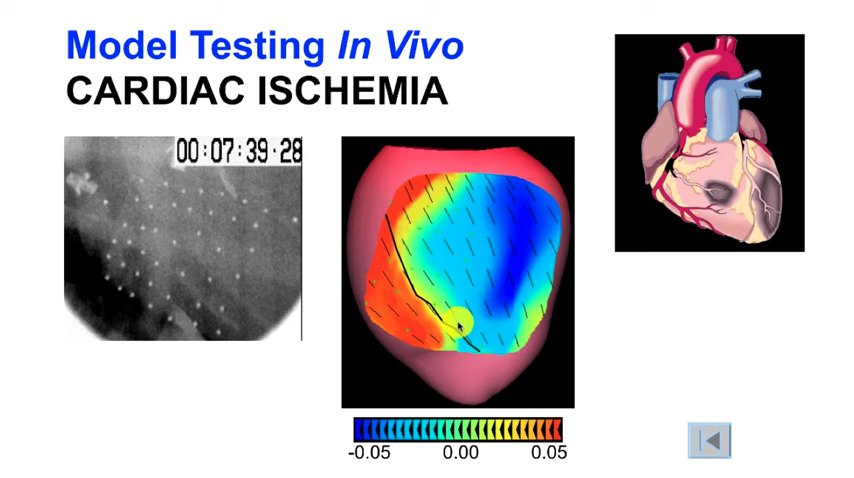 Model Testing In Vivo
CARDIAC ISCHEMIA
00:07:39·28
-0.05 0.00 0.05